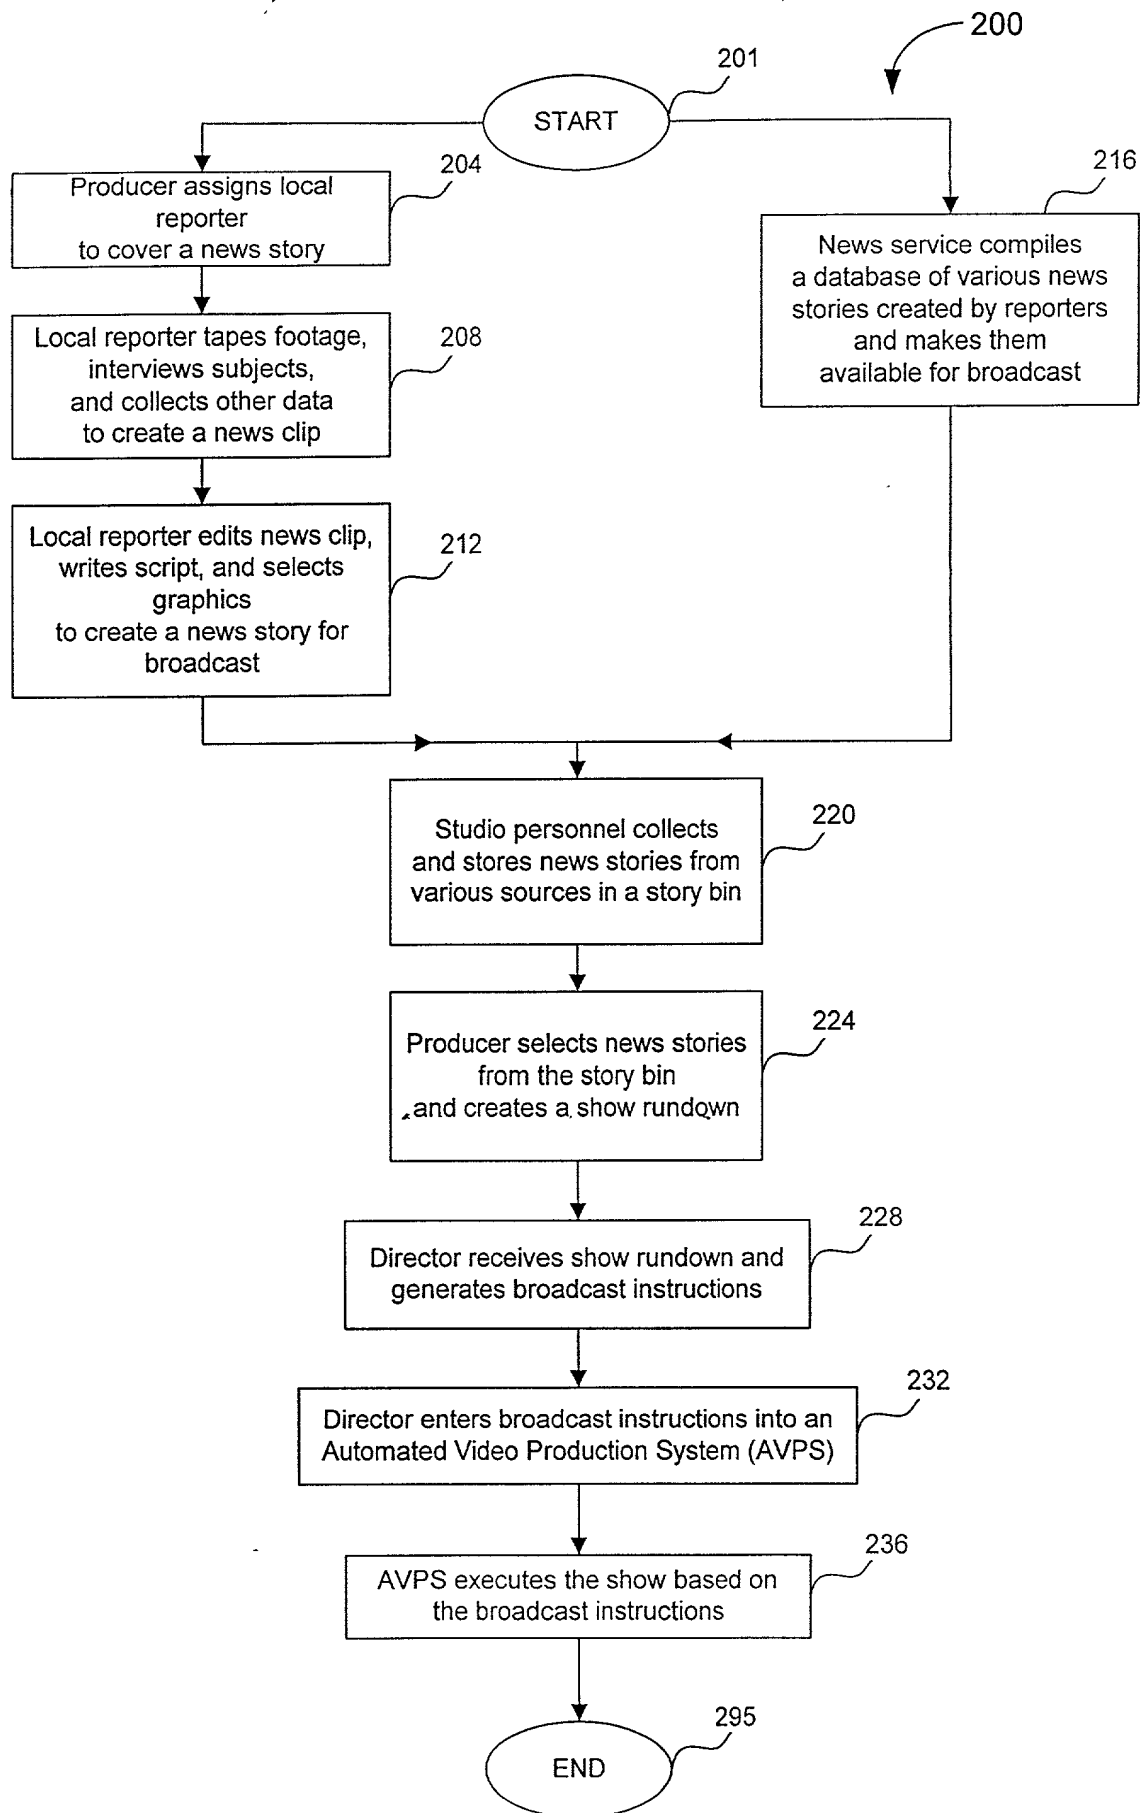 200
201
START
204
Producer assigns local
reporter
to cover a news story
216
News service compiles
a database of various news
stories created by reporters
and makes them
available for broadcast
208
Local reporter tapes footage,
interviews subjects,
and collects other data
to create a news clip
212
Local reporter edits news clip,
writes script, and selects
graphics
to create a news story for
broadcast
220
Studio personnel collects
and stores news stories from
various sources in a story bin
224
Producer selects news stories
from the story bin
and creates a show rundown
228
Director receives show rundown and
generates broadcast instructions
232
Director enters broadcast instructions into an
Automated Video Production System (AVPS)
236
AVPS executes the show based on
the broadcast instructions
295
END